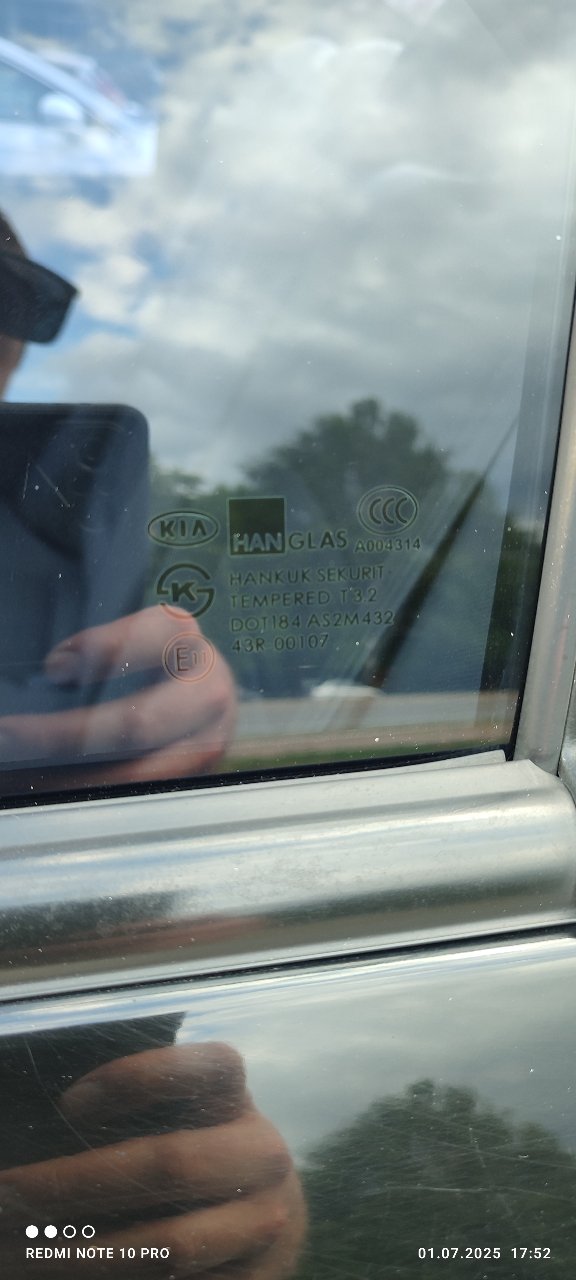 KIA HANGLAS CCC
A004314
K HANKUK SEKURIT
TEMPERED T 3.2
DOT184 AS2M432
E11 43R 00107
REDMI NOTE 10 PRO
01.07.2025 17:52